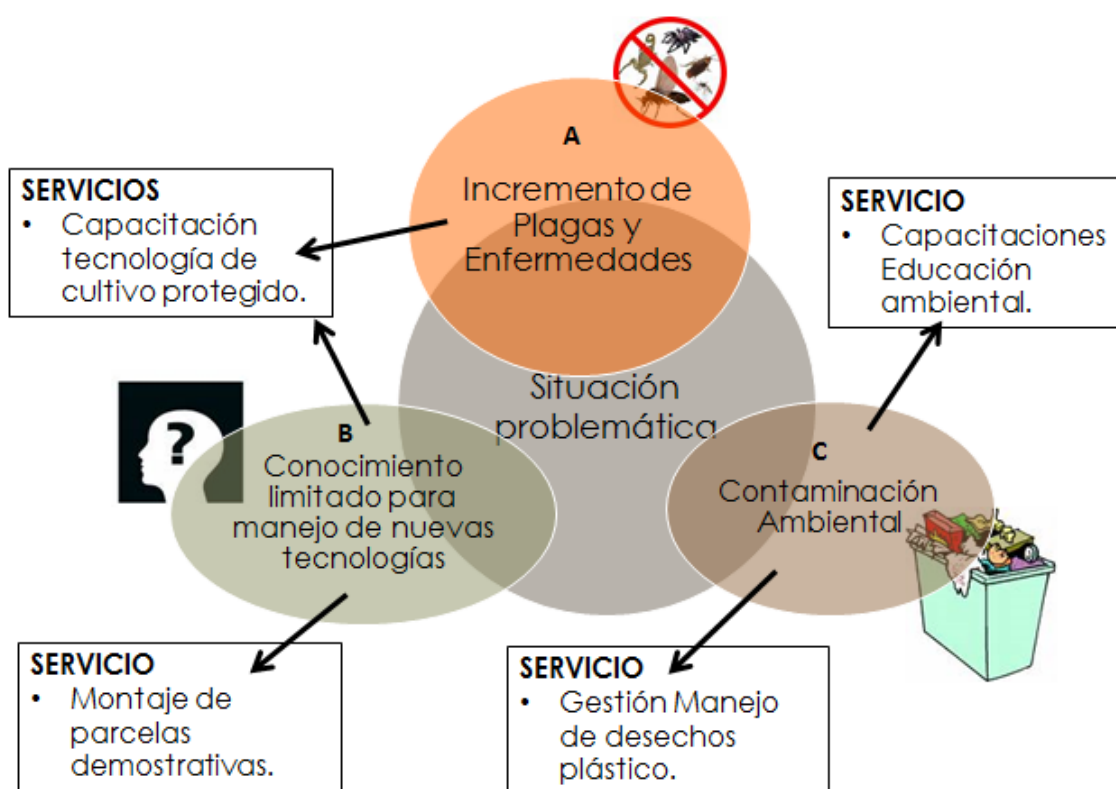 A
Incremento de
Plagas y
Enfermedades
SERVICIOS
• Capacitación
tecnología de
cultivo protegido.
SERVICIO
• Capacitaciones
Educación
ambiental.
Situación
problemática
?
B
Conocimiento
limitado para
manejo de nuevas
tecnologías
C
Contaminación
Ambiental
SERVICIO
• Montaje de
parcelas
demostrativas.
SERVICIO
• Gestión Manejo
de desechos
plástico.